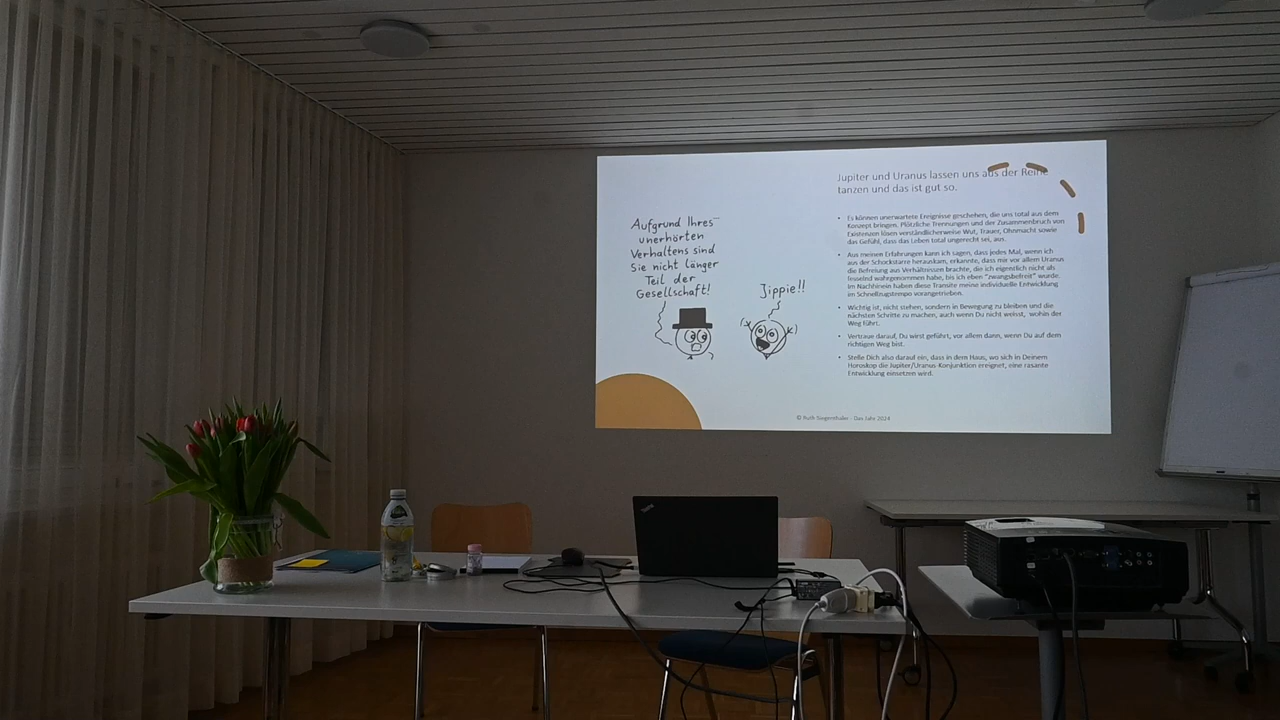 Jupiter und Uranus lassen uns aus der Reihe
tanzen und das ist gut so.
Aufgrund Ihres
unerhörten
Verhaltens sind
Sie nicht länger
Teil der
Gesellschaft!
Jippie!!
• Es können unerwartete Ereignisse geschehen, die uns total aus dem
Konzept bringen. Plötzliche Trennungen und der Zusammenbruch von
Existenzen lösen verständlicherweise Wut, Trauer, Ohnmacht sowie
das Gefühl, dass das Leben total ungerecht sei, aus.
• Aus meinen Erfahrungen kann ich sagen, dass jedes Mal, wenn ich
aus der Schockstarre herauskam, erkannte, dass mir vor allem Uranus
die Befreiung aus Verhältnissen brachte, die ich eigentlich nicht als
fesselnd wahrgenommen habe, bis ich eben "zwangsbefreit" wurde.
Im Nachhinein haben diese Transite meine individuelle Entwicklung
im Schnellzugstempo vorangetrieben.
• Wichtig ist, nicht stehen, sondern in Bewegung zu bleiben und die
nächsten Schritte zu machen, auch wenn Du nicht weisst, wohin der
Weg führt.
• Vertraue darauf, Du wirst geführt, vor allem dann, wenn Du auf dem
richtigen Weg bist.
• Stelle Dich also darauf ein, dass in dem Haus, wo sich in Deinem
Horoskop die Jupiter/Uranus-Konjunktion ereignet, eine rasante
Entwicklung einsetzen wird.
© Ruth Siegenthaler - Das Jahr 2024
ThinkPad